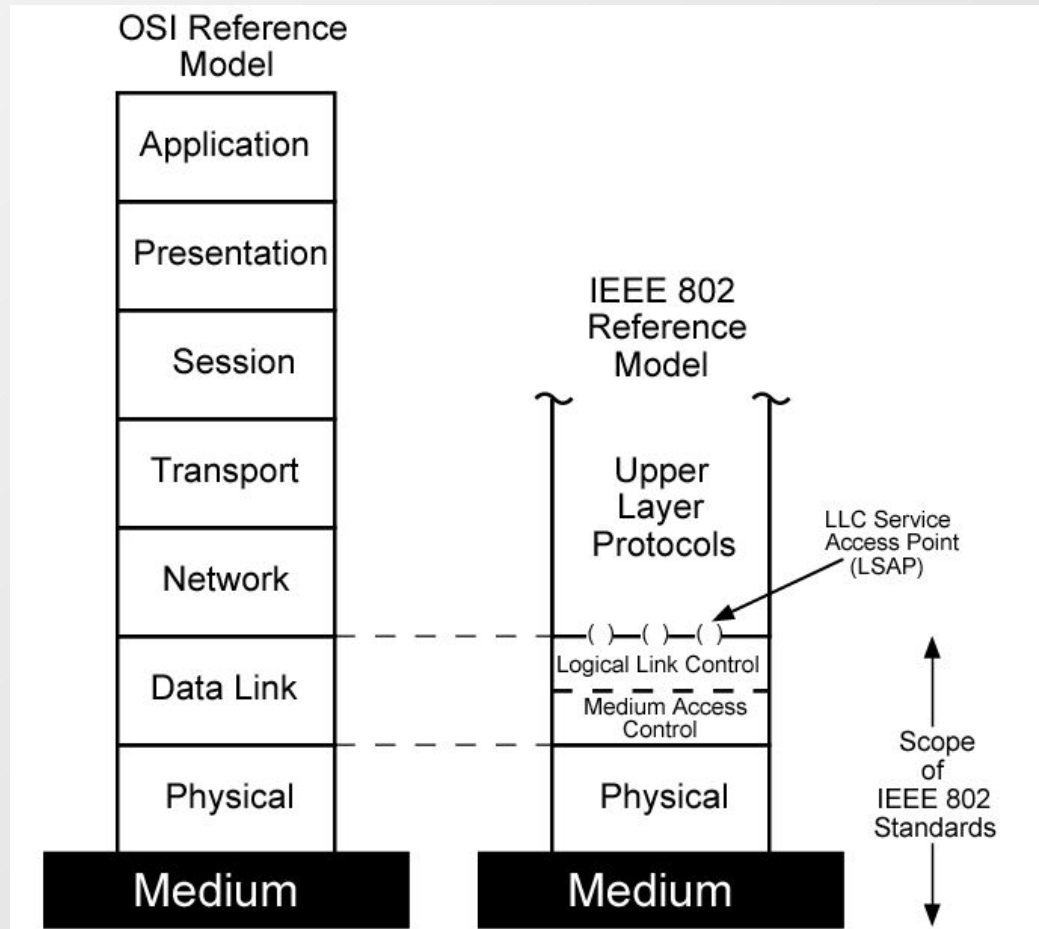 OSI Reference
Model
Application
Presentation
Session
Transport
Network
Data Link
Physical
Medium
IEEE 802
Reference
Model
Upper
Layer
Protocols
LLC Service
Access Point
(LSAP)
( ) ( ) ( )
Logical Link Control
Medium Access
Control
Physical
Medium
Scope
of
IEEE 802
Standards